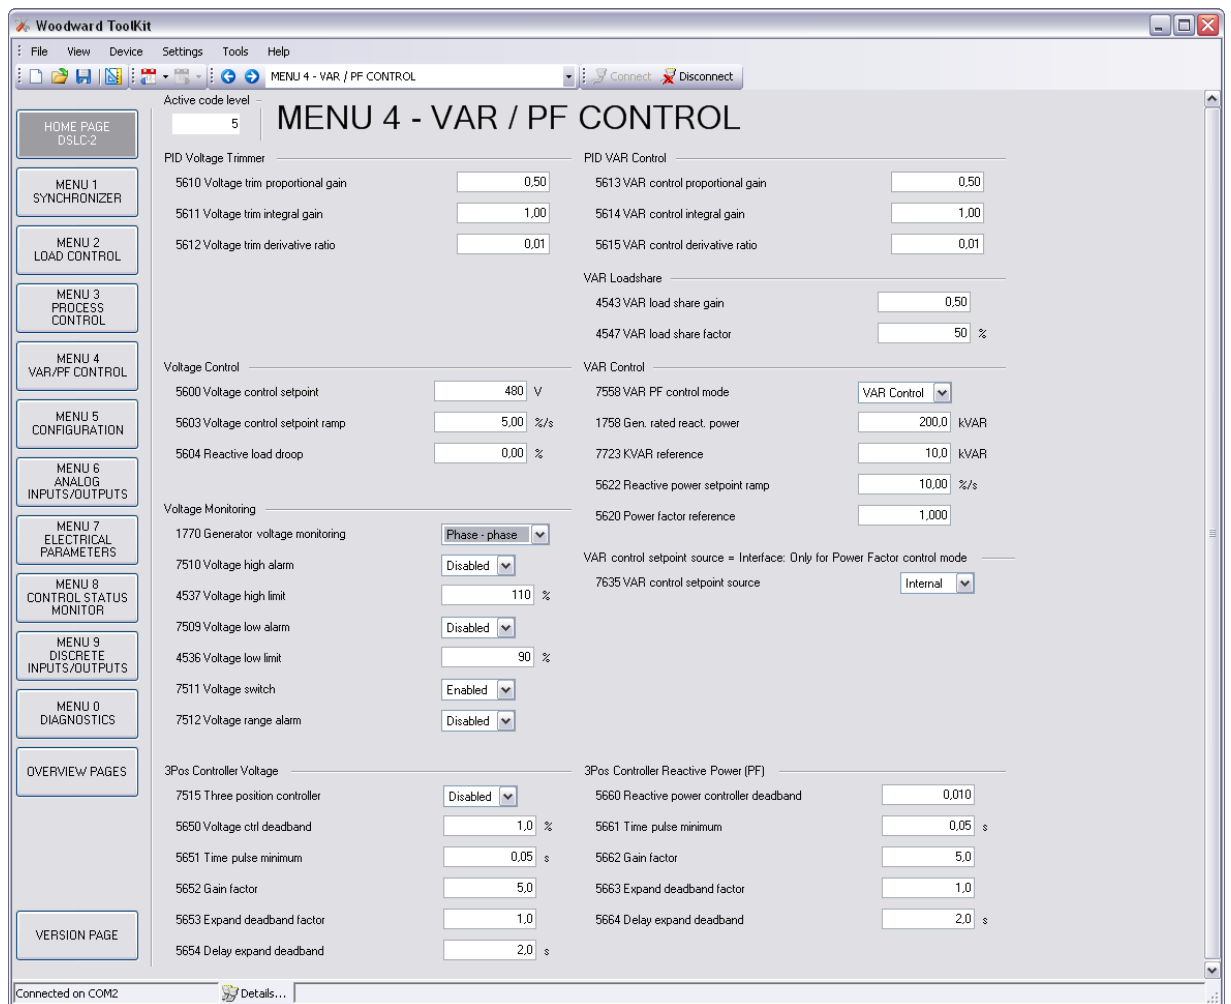 Woodward ToolKit
File View Device Settings Tools Help
MENU 4 - VAR / PF CONTROL Connect Disconnect
HOME PAGE
DSLC-2
MENU 1
SYNCHRONIZER
MENU 2
LOAD CONTROL
MENU 3
PROCESS
CONTROL
MENU 4
VAR/PF CONTROL
MENU 5
CONFIGURATION
MENU 6
ANALOG
INPUTS/OUTPUTS
MENU 7
ELECTRICAL
PARAMETERS
MENU 8
CONTROL STATUS
MONITOR
MENU 9
DISCRETE
INPUTS/OUTPUTS
MENU 0
DIAGNOSTICS
OVERVIEW PAGES
VERSION PAGE
Active code level
5
MENU 4 - VAR / PF CONTROL
PID Voltage Trimmer
5610 Voltage trim proportional gain 0,50
5611 Voltage trim integral gain 1,00
5612 Voltage trim derivative ratio 0,01
PID VAR Control
5613 VAR control proportional gain 0,50
5614 VAR control integral gain 1,00
5615 VAR control derivative ratio 0,01
VAR Loadshare
4543 VAR load share gain 0,50
4547 VAR load share factor 50 %
Voltage Control
5600 Voltage control setpoint 480 V
5603 Voltage control setpoint ramp 5,00 %/s
5604 Reactive load droop 0,00 %
VAR Control
7558 VAR PF control mode VAR Control
1758 Gen. rated react. power 200,0 kVAR
7723 KVAR reference 10,0 kVAR
5622 Reactive power setpoint ramp 10,00 %/s
5620 Power factor reference 1,000
Voltage Monitoring
1770 Generator voltage monitoring Phase - phase
7510 Voltage high alarm Disabled
4537 Voltage high limit 110 %
7509 Voltage low alarm Disabled
4536 Voltage low limit 90 %
7511 Voltage switch Enabled
7512 Voltage range alarm Disabled
VAR control setpoint source = Interface: Only for Power Factor control mode
7635 VAR control setpoint source Internal
3Pos Controller Voltage
7515 Three position controller Disabled
5650 Voltage ctrl deadband 1,0 %
5651 Time pulse minimum 0,05 s
5652 Gain factor 5,0
5653 Expand deadband factor 1,0
5654 Delay expand deadband 2,0 s
3Pos Controller Reactive Power (PF)
5660 Reactive power controller deadband 0,010
5661 Time pulse minimum 0,05 s
5662 Gain factor 5,0
5663 Expand deadband factor 1,0
5664 Delay expand deadband 2,0 s
Connected on COM2 Details...